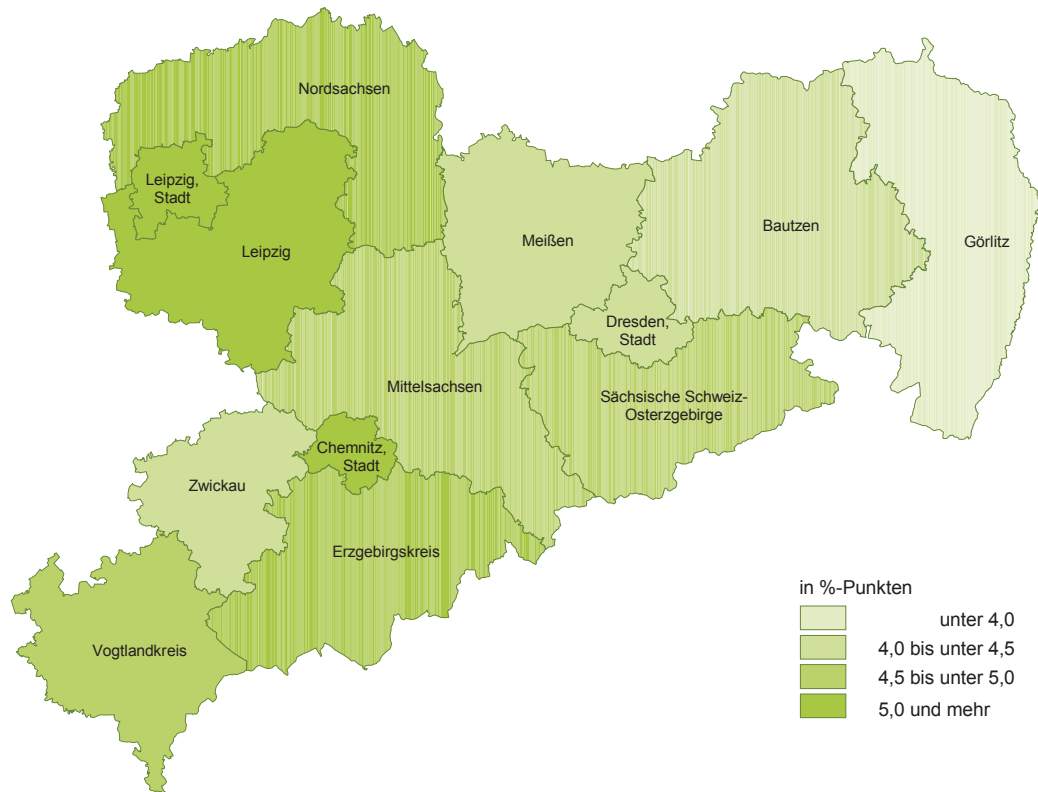 Nordsachsen
Leipzig,
Stadt
Leipzig
Meißen
Bautzen
Görlitz
Dresden,
Stadt
Mittelsachsen
Sächsische Schweiz-
Osterzgebirge
Chemnitz,
Stadt
Zwickau
Erzgebirgskreis
Vogtlandkreis
in %-Punkten
unter 4,0
4,0 bis unter 4,5
4,5 bis unter 5,0
5,0 und mehr